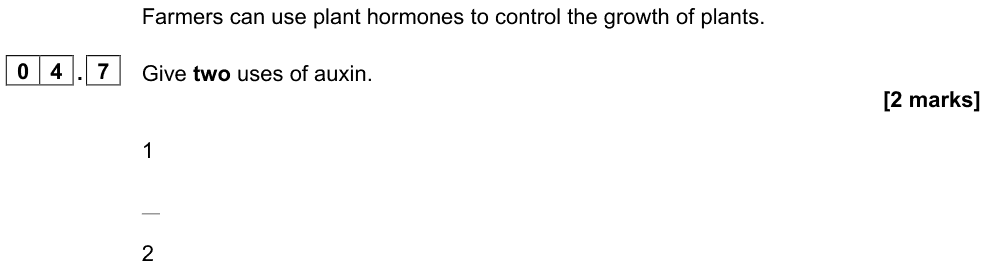 Farmers can use plant hormones to control the growth of plants.
0 4 . 7 Give two uses of auxin.
[2 marks]
1
2